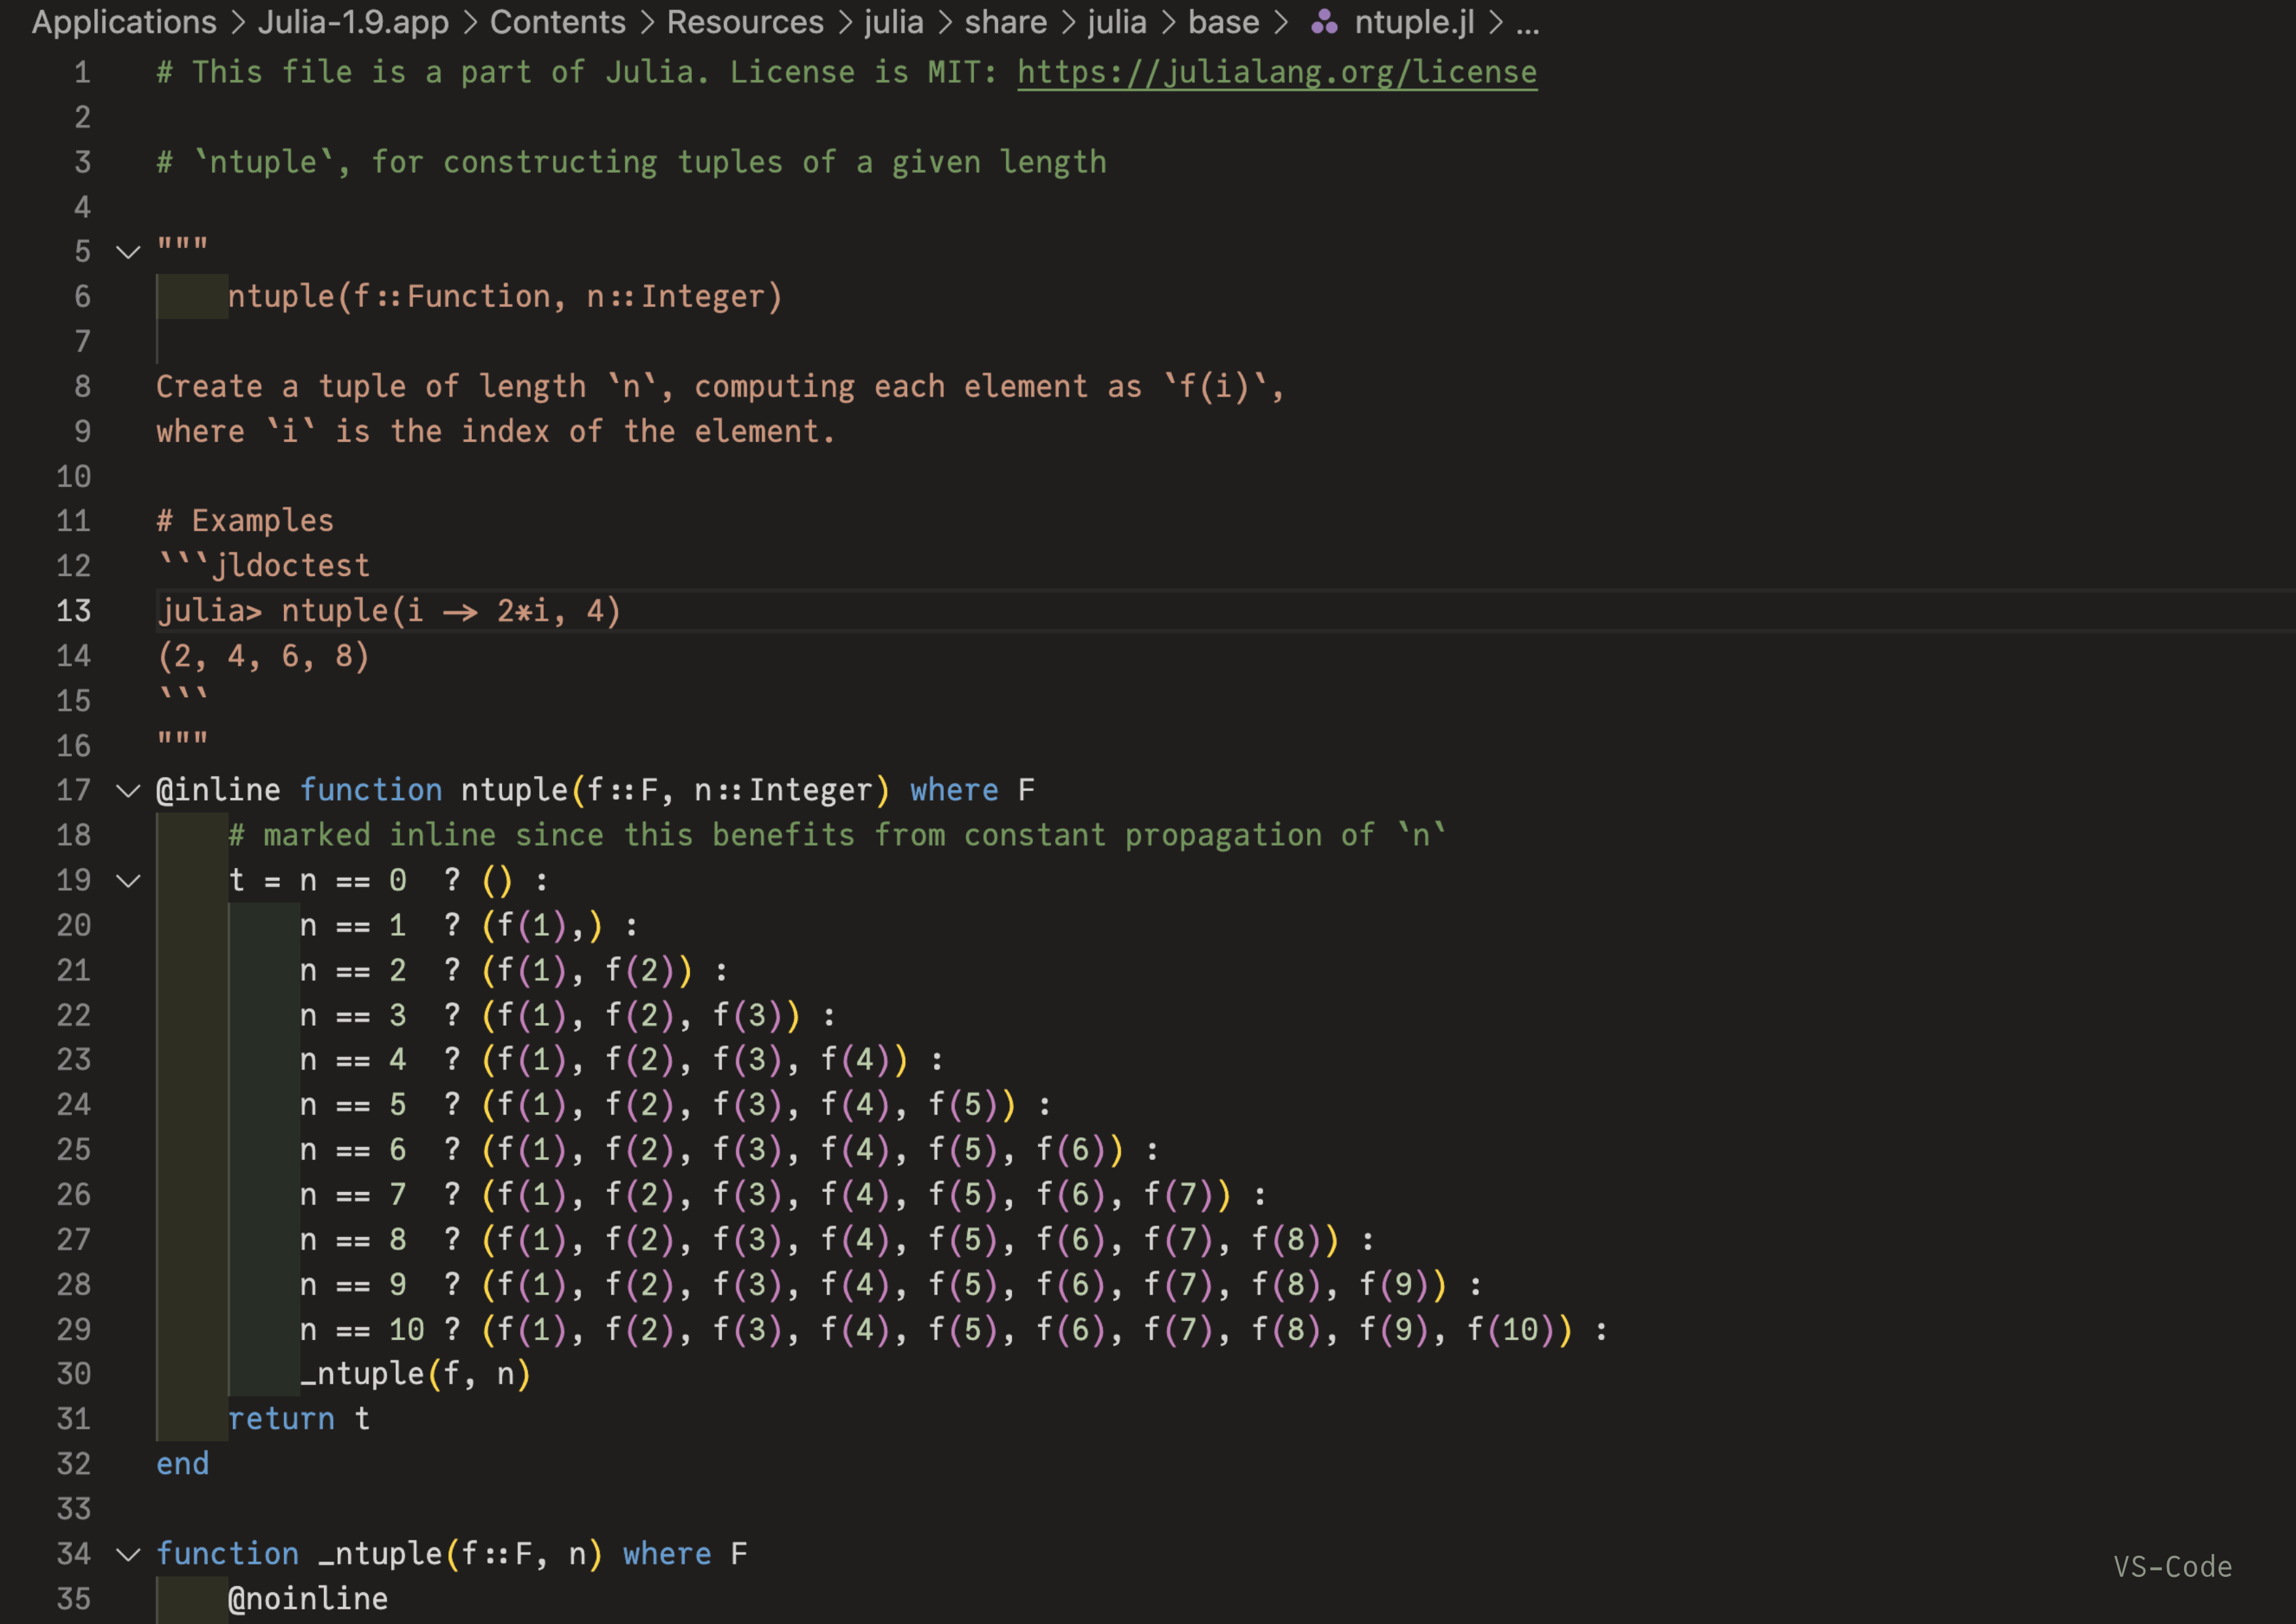 Applications > Julia-1.9.app > Contents > Resources > julia > share > julia > base > ntuple.jl > ...
1 # This file is a part of Julia. License is MIT: https://julialang.org/license
2
3 # `ntuple`, for constructing tuples of a given length
4
5 """
6     ntuple(f::Function, n::Integer)
7
8 Create a tuple of length `n`, computing each element as `f(i)`,
9 where `i` is the index of the element.
10
11 # Examples
12 ```jldoctest
13 julia> ntuple(i -> 2*i, 4)
14 (2, 4, 6, 8)
15 ```
16 """
17 @inline function ntuple(f::F, n::Integer) where F
18     # marked inline since this benefits from constant propagation of `n`
19     t = n == 0  ? () :
20         n == 1  ? (f(1),) :
21         n == 2  ? (f(1), f(2)) :
22         n == 3  ? (f(1), f(2), f(3)) :
23         n == 4  ? (f(1), f(2), f(3), f(4)) :
24         n == 5  ? (f(1), f(2), f(3), f(4), f(5)) :
25         n == 6  ? (f(1), f(2), f(3), f(4), f(5), f(6)) :
26         n == 7  ? (f(1), f(2), f(3), f(4), f(5), f(6), f(7)) :
27         n == 8  ? (f(1), f(2), f(3), f(4), f(5), f(6), f(7), f(8)) :
28         n == 9  ? (f(1), f(2), f(3), f(4), f(5), f(6), f(7), f(8), f(9)) :
29         n == 10 ? (f(1), f(2), f(3), f(4), f(5), f(6), f(7), f(8), f(9), f(10)) :
30         _ntuple(f, n)
31     return t
32 end
33
34 function _ntuple(f::F, n) where F
35     @noinline
VS-Code